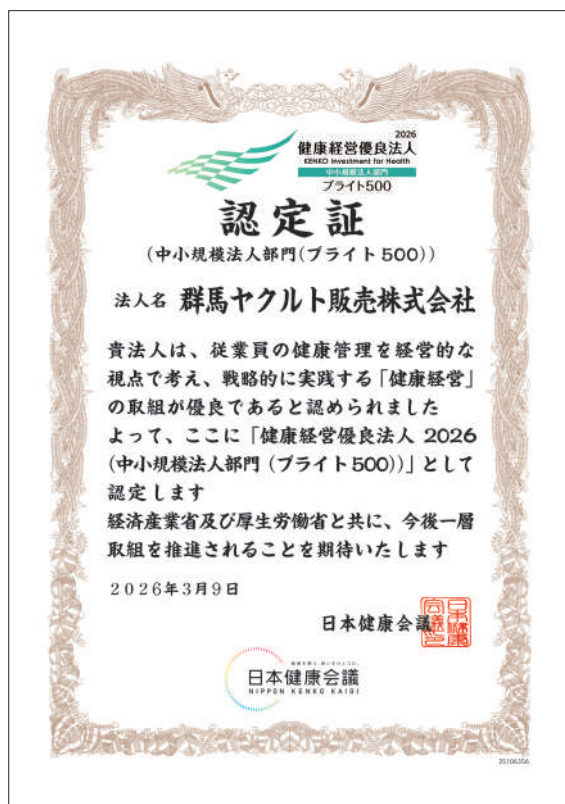 2026
健康経営優良法人
KENKO Investment for Health
中小規模法人部門
ブライト500
認定証
(中小規模法人部門(ブライト500))
法人名 群馬ヤクルト販売株式会社
貴法人は、従業員の健康管理を経営的な
視点で考え、戦略的に実践する「健康経営」
の取組が優良であると認められました
よって、ここに「健康経営優良法人 2026
(中小規模法人部門 (ブライト500))」として
認定します
経済産業省及び厚生労働省と共に、今後一層
取組を推進されることを期待いたします
2026年3月9日
日本健康会議
日本健康会議
NIPPON KENKO KAIGI
25106356